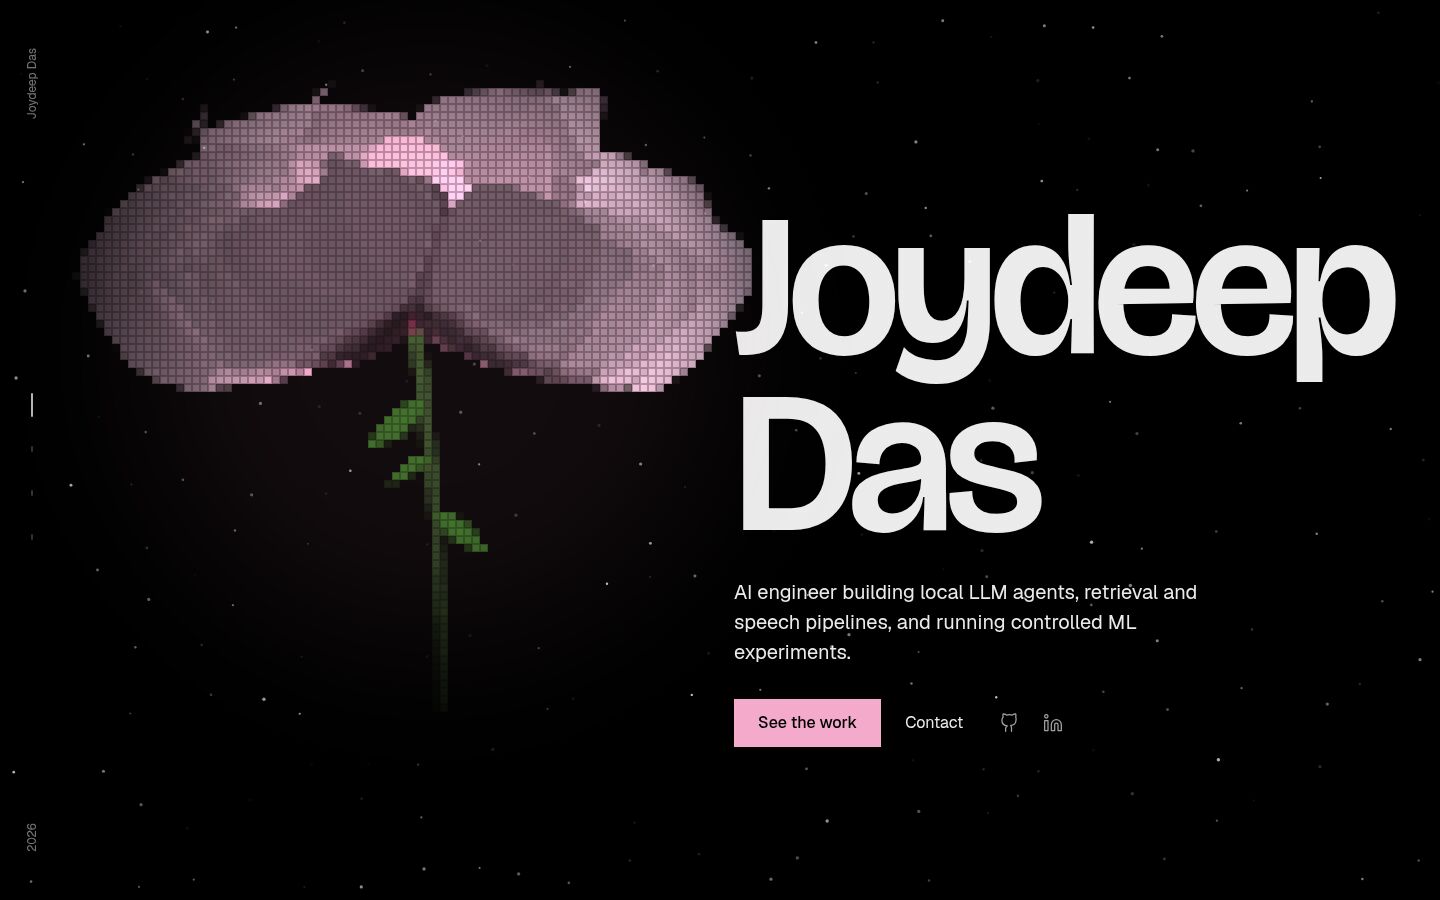 Joydeep Das
Joydeep
Das
AI engineer building local LLM agents, retrieval and
speech pipelines, and running controlled ML
experiments.
See the work
Contact
2026